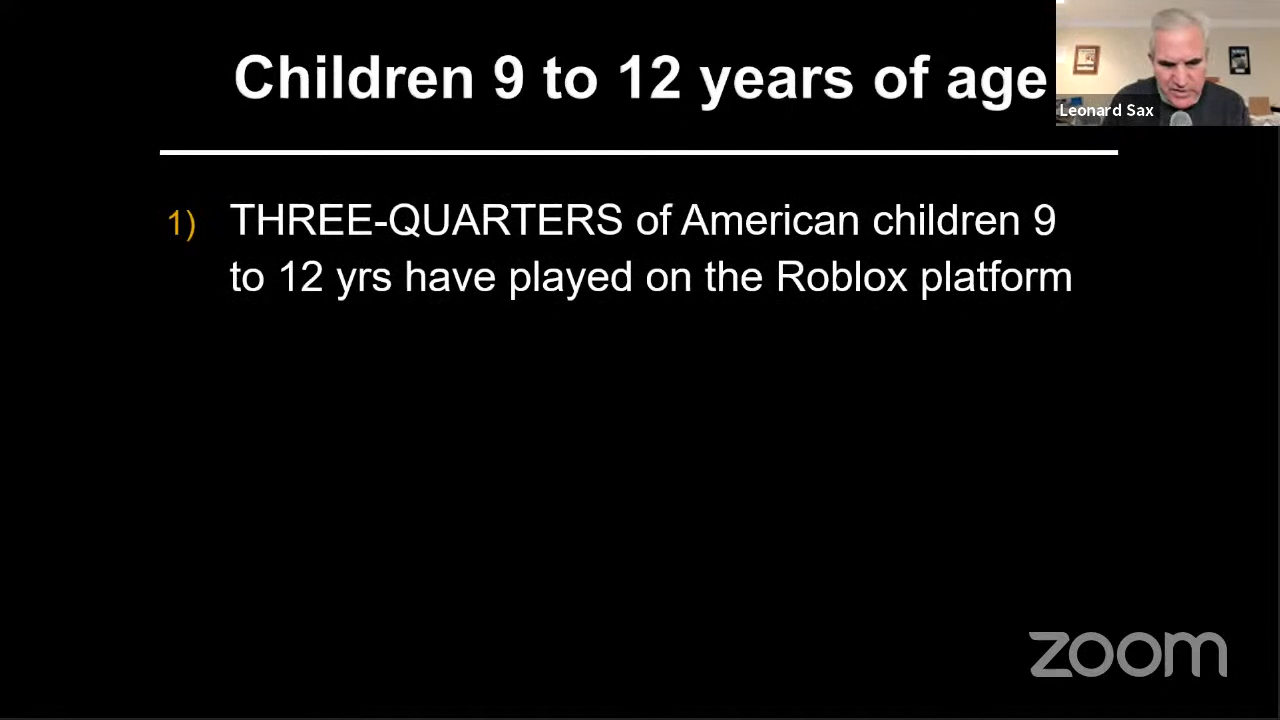 Children 9 to 12 years of age
Leonard Sax
1) THREE-QUARTERS of American children 9
to 12 yrs have played on the Roblox platform
zoom